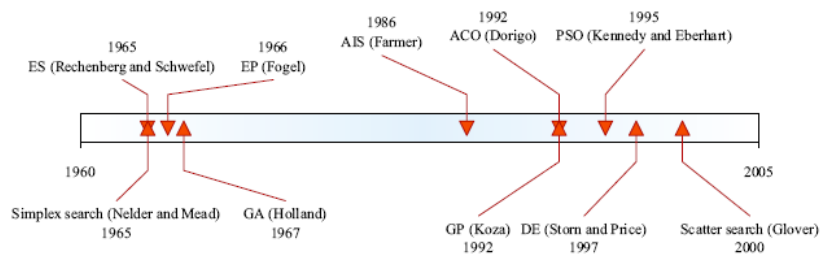 1965
ES (Rechenberg and Schwefel)
1966
EP (Fogel)
1986
AIS (Farmer)
1992
ACO (Dorigo)
1995
PSO (Kennedy and Eberhart)
1960
2005
Simplex search (Nelder and Mead)
1965
GA (Holland)
1967
GP (Koza)
1992
DE (Storn and Price)
1997
Scatter search (Glover)
2000